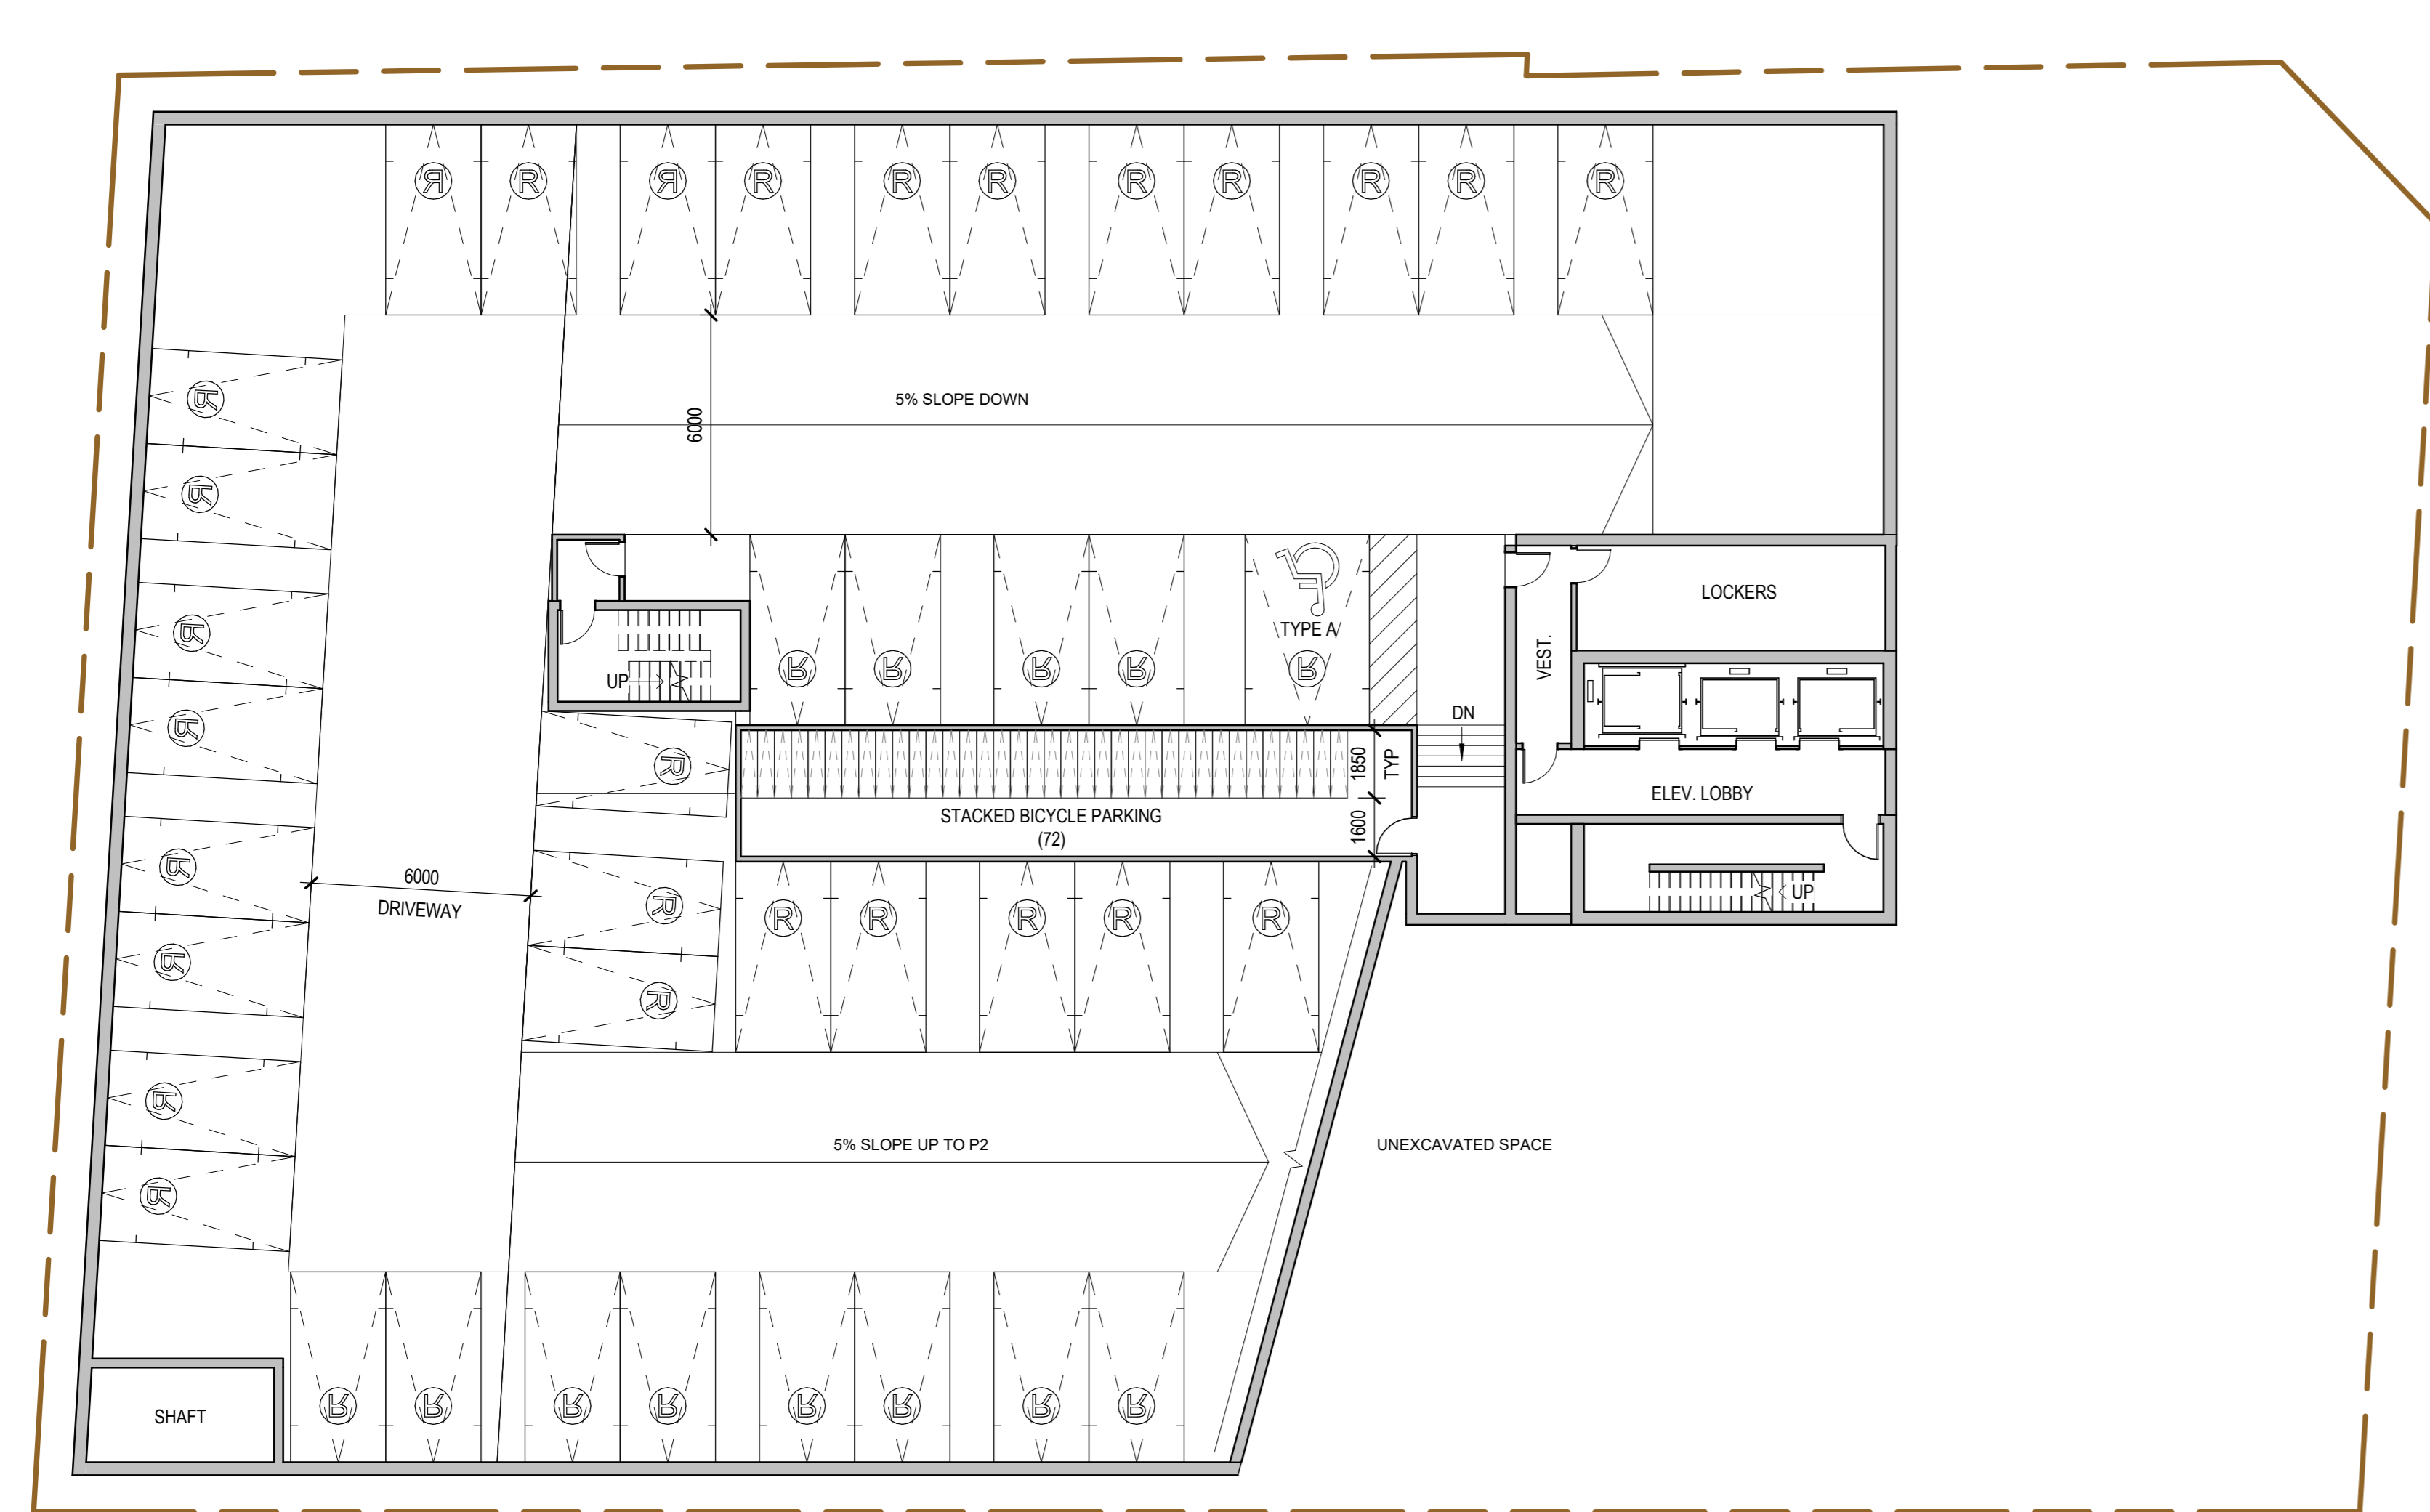 R R R R R R R R R R R
5% SLOPE DOWN
6000
R
R
R
R
R
R
R
R
LOCKERS
TYPE A
VEST.
UP
R R R R R
DN
R
R
R
1850
TYP
1600
STACKED BICYCLE PARKING
(72)
ELEV. LOBBY
UP
6000
DRIVEWAY
R R R R R
5% SLOPE UP TO P2
UNEXCAVATED SPACE
SHAFT
R R R R R R R R